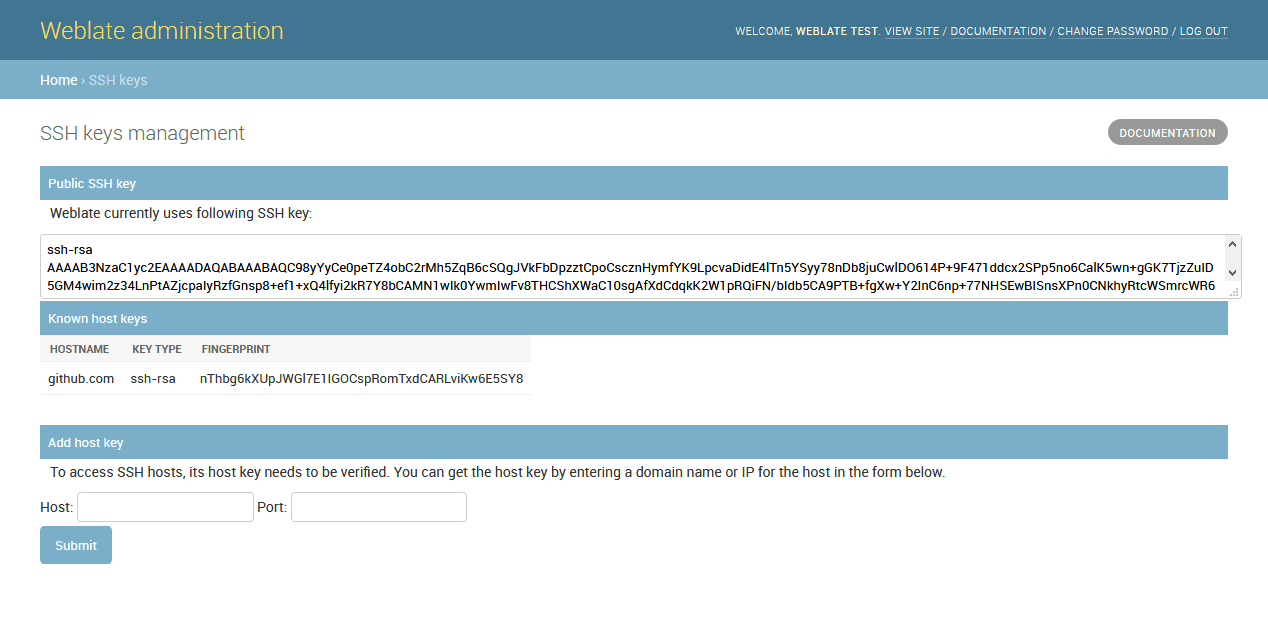 Weblate administration
WELCOME, WEBLATE TEST. VIEW SITE / DOCUMENTATION / CHANGE PASSWORD / LOG OUT
Home › SSH keys
SSH keys management
DOCUMENTATION
Public SSH key
Weblate currently uses following SSH key:
ssh-rsa
AAAAB3NzaC1yc2EAAAADAQABAAABAQC98yYyCe0peTZ4obC2rMh5ZqB6cSQgJVkFbDpzztCpoCscznHymfYK9LpcvaDidE4lTn5YSyy78nDb8juCwlDO614P+9F471ddcx2SPp5no6CalK5wn+gGK7TjzZuID
5GM4wim2z34LnPtAZjcpaIyRzfGnsp8+ef1+xQ4lfyi2kR7Y8bCAMN1wIk0YwmIwFv8THCShXWaC10sgAfXdCdqkK2W1pRQiFN/bIdb5CA9PTB+fgXw+Y2InC6np+77NHSEwBISnsXPn0CNkhyRtcWSmrcWR6
Known host keys
HOSTNAME KEY TYPE FINGERPRINT
github.com ssh-rsa nThbg6kXUpJWGl7E1IGOCspRomTxdCARLviKw6E5SY8
Add host key
To access SSH hosts, its host key needs to be verified. You can get the host key by entering a domain name or IP for the host in the form below.
Host: Port:
Submit